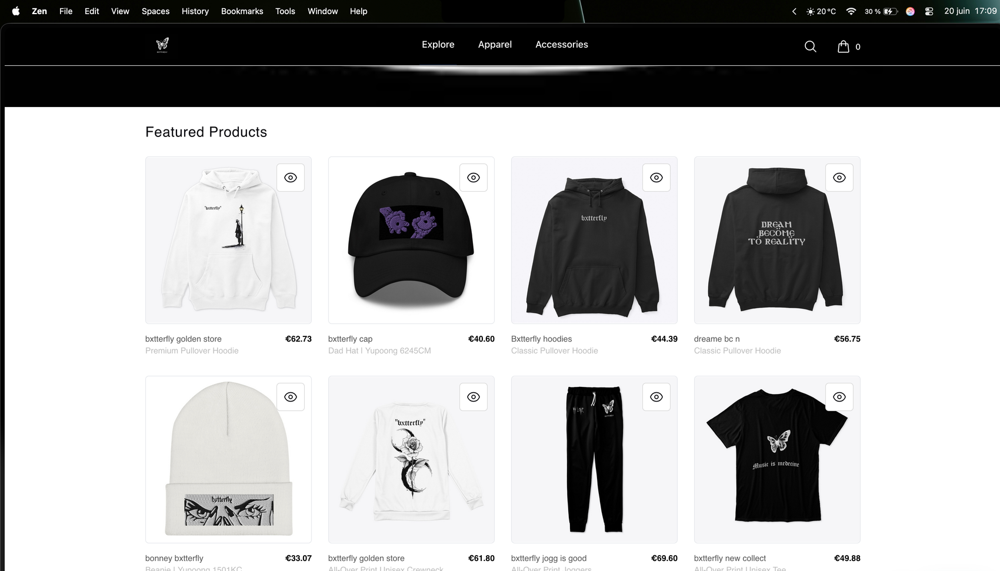 Zen File Edit View Spaces History Bookmarks Tools Window Help 20°C 30 % 20 juin 17:09
Explore Apparel Accessories 0
Featured Products
"bxtterfly"
bxtterfly
DREAM
BECÖME
TÖ REALÏTY
bxtterfly golden store €62.73
Premium Pullover Hoodie
bxtterfly cap €40.60
Dad Hat | Yupoong 6245CM
Bxtterfly hoodies €44.39
Classic Pullover Hoodie
dreame bc n €56.75
Classic Pullover Hoodie
bxtterfly
"bxtterfly"
MY LOVE
Music is medecine
bonney bxtterfly €33.07
Beanie | Yupoong 1501KC
bxtterfly golden store €61.80
All-Over Print Unisex Crewneck
bxtterfly jogg is good €69.60
All-Over Print Joggers
bxtterfly new collect €49.88
All-Over Print Unisex Tee